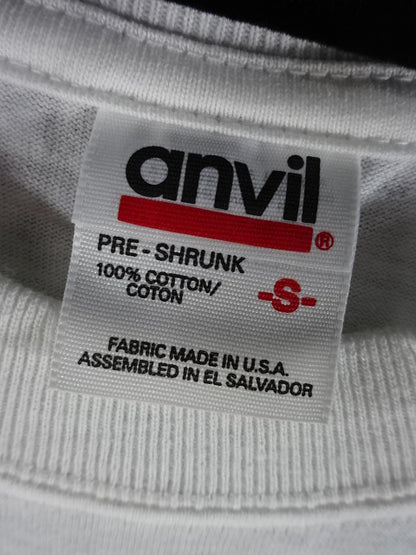 anvil®
PRE-SHRUNK
100% COTTON/
COTON
-S-
FABRIC MADE IN U.S.A.
ASSEMBLED IN EL SALVADOR